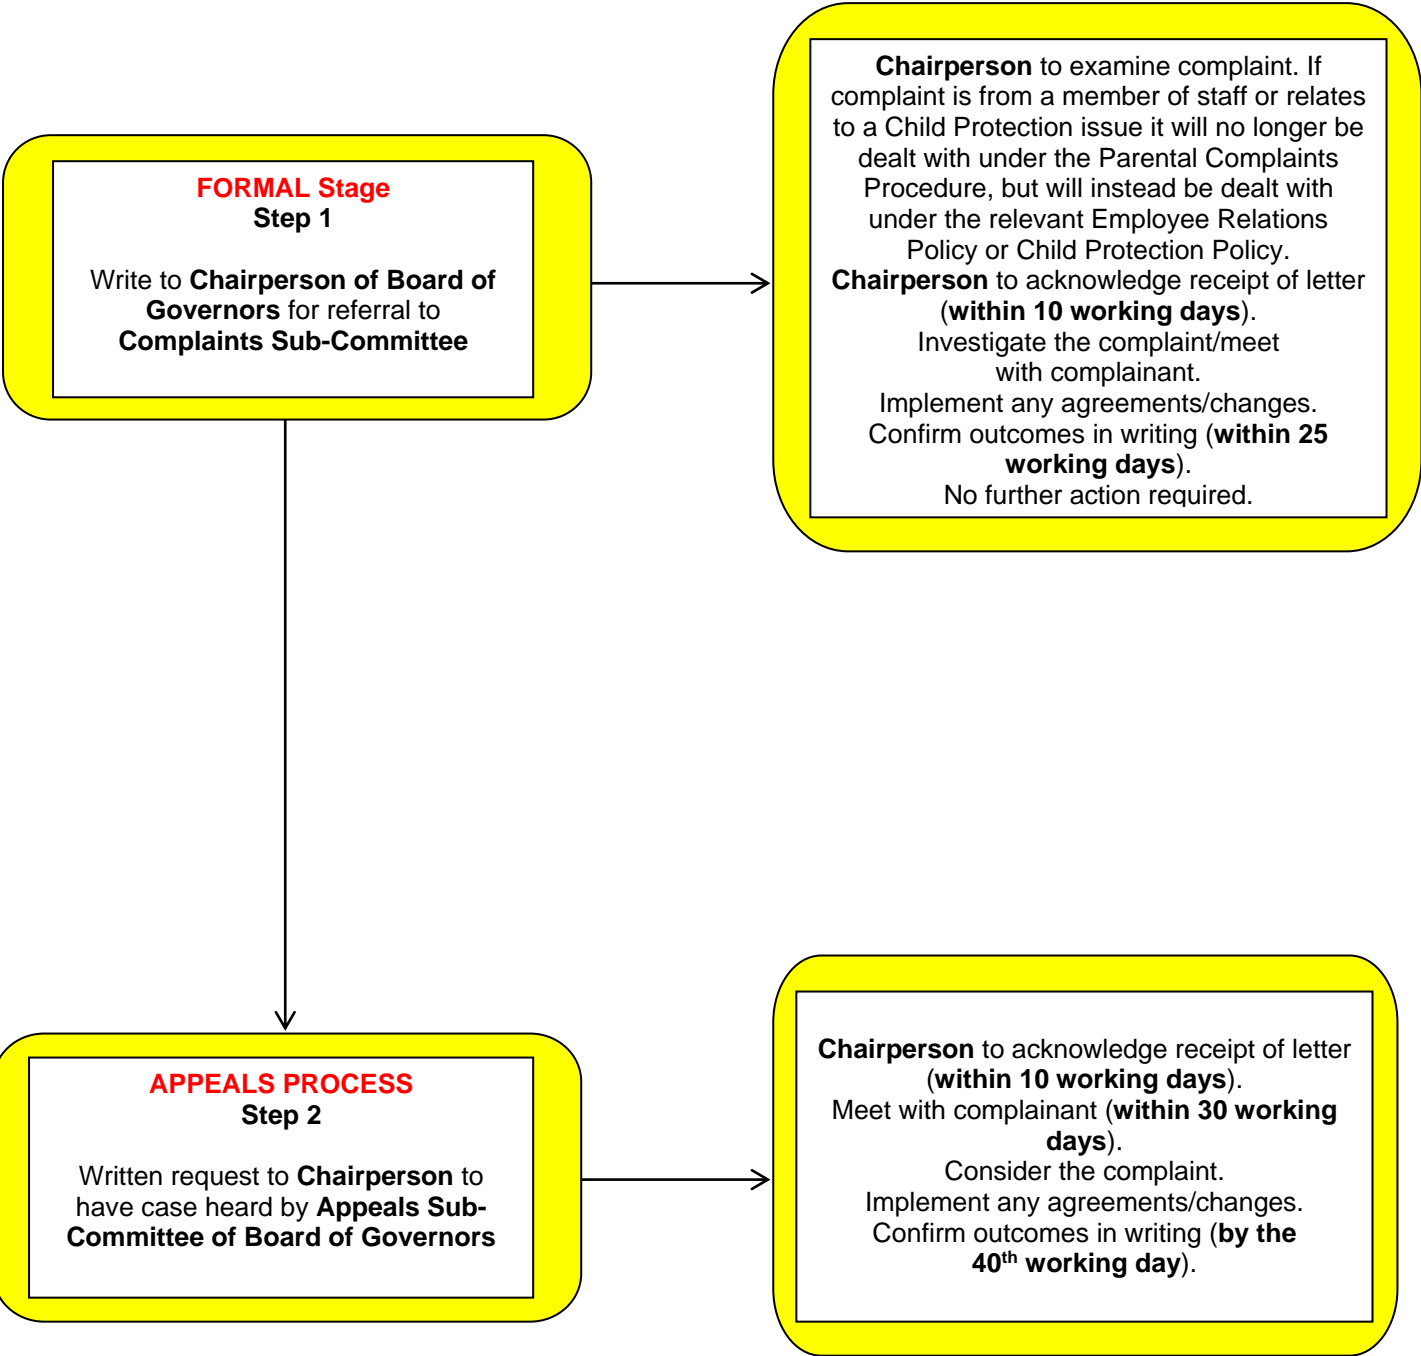 FORMAL Stage
Step 1
Write to Chairperson of Board of
Governors for referral to
Complaints Sub-Committee
Chairperson to examine complaint. If
complaint is from a member of staff or relates
to a Child Protection issue it will no longer be
dealt with under the Parental Complaints
Procedure, but will instead be dealt with
under the relevant Employee Relations
Policy or Child Protection Policy.
Chairperson to acknowledge receipt of letter
(within 10 working days).
Investigate the complaint/meet
with complainant.
Implement any agreements/changes.
Confirm outcomes in writing (within 25
working days).
No further action required.
APPEALS PROCESS
Step 2
Written request to Chairperson to
have case heard by Appeals Sub-
Committee of Board of Governors
Chairperson to acknowledge receipt of letter
(within 10 working days).
Meet with complainant (within 30 working
days).
Consider the complaint.
Implement any agreements/changes.
Confirm outcomes in writing (by the
40th working day).